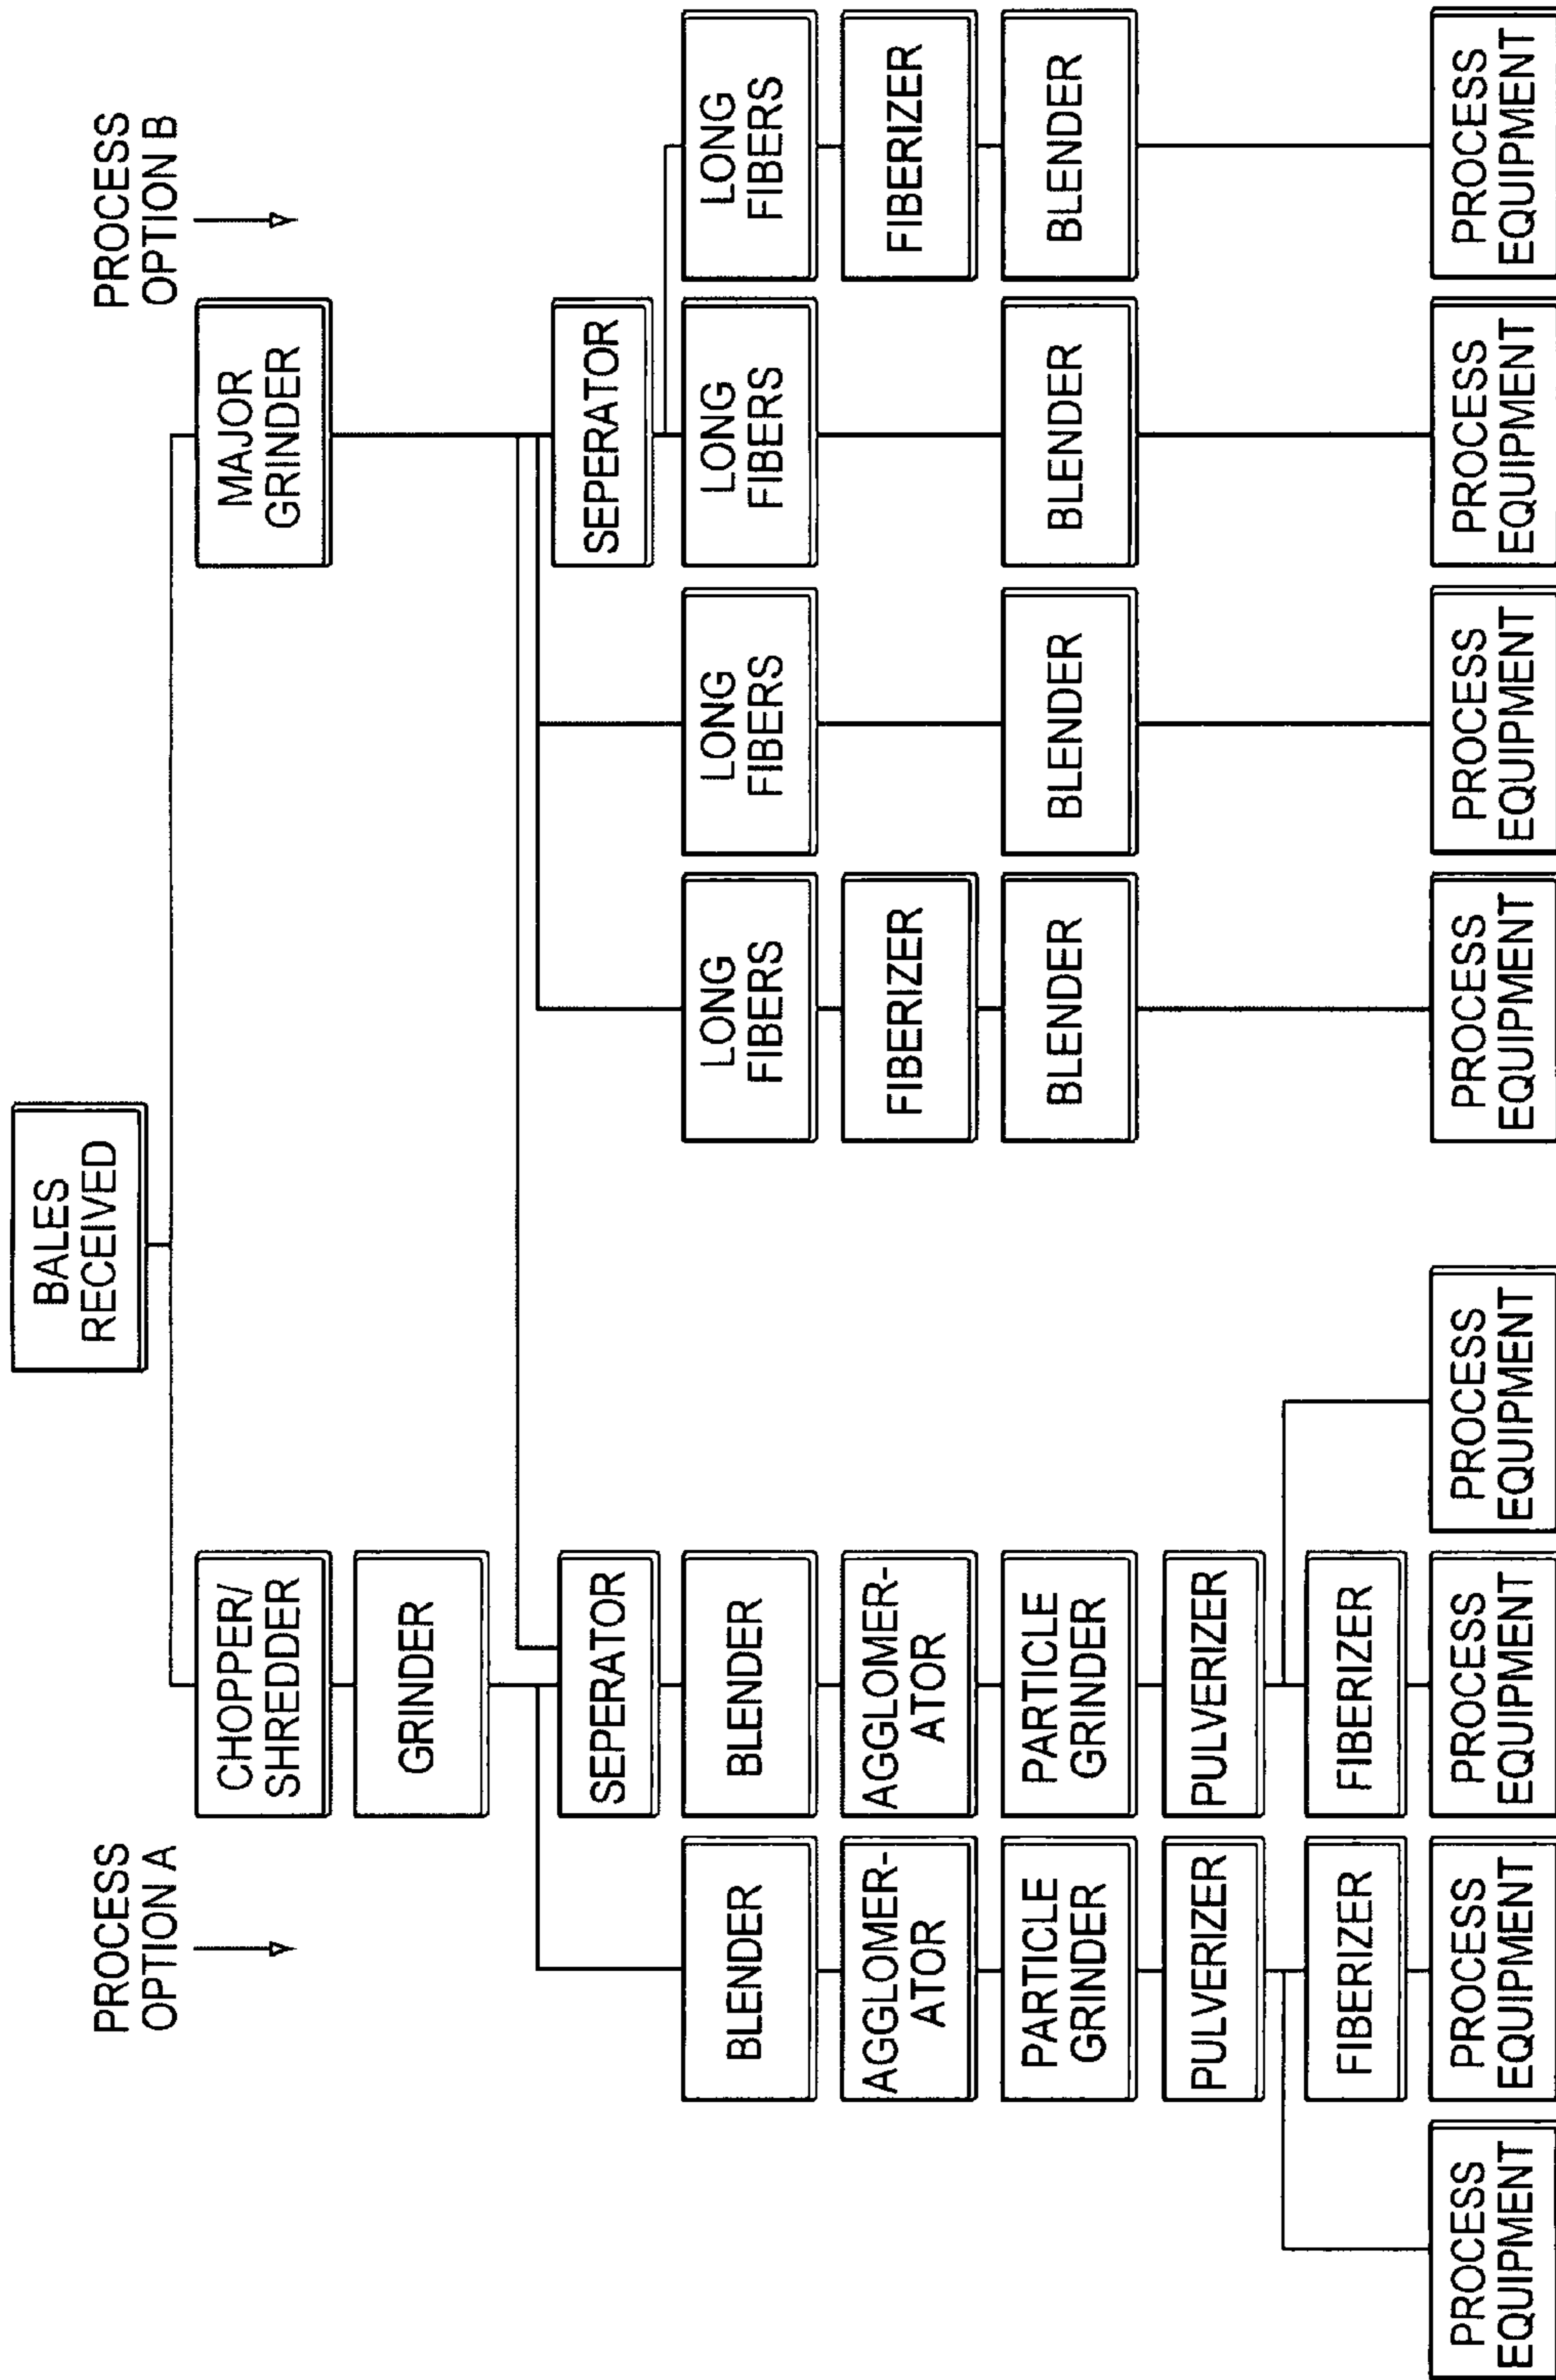 BALES
RECEIVED
PROCESS
OPTION A
PROCESS
OPTION B
CHOPPER/
SHREDDER
MAJOR
GRINDER
GRINDER
SEPERATOR
SEPERATOR
BLENDER
BLENDER
LONG
FIBERS
LONG
FIBERS
LONG
FIBERS
LONG
FIBERS
AGGLOMER-
ATOR
AGGLOMER-
ATOR
FIBERIZER
FIBERIZER
PARTICLE
GRINDER
PARTICLE
GRINDER
BLENDER
BLENDER
BLENDER
BLENDER
PULVERIZER
PULVERIZER
FIBERIZER
FIBERIZER
PROCESS
EQUIPMENT
PROCESS
EQUIPMENT
PROCESS
EQUIPMENT
PROCESS
EQUIPMENT
PROCESS
EQUIPMENT
PROCESS
EQUIPMENT
PROCESS
EQUIPMENT
PROCESS
EQUIPMENT